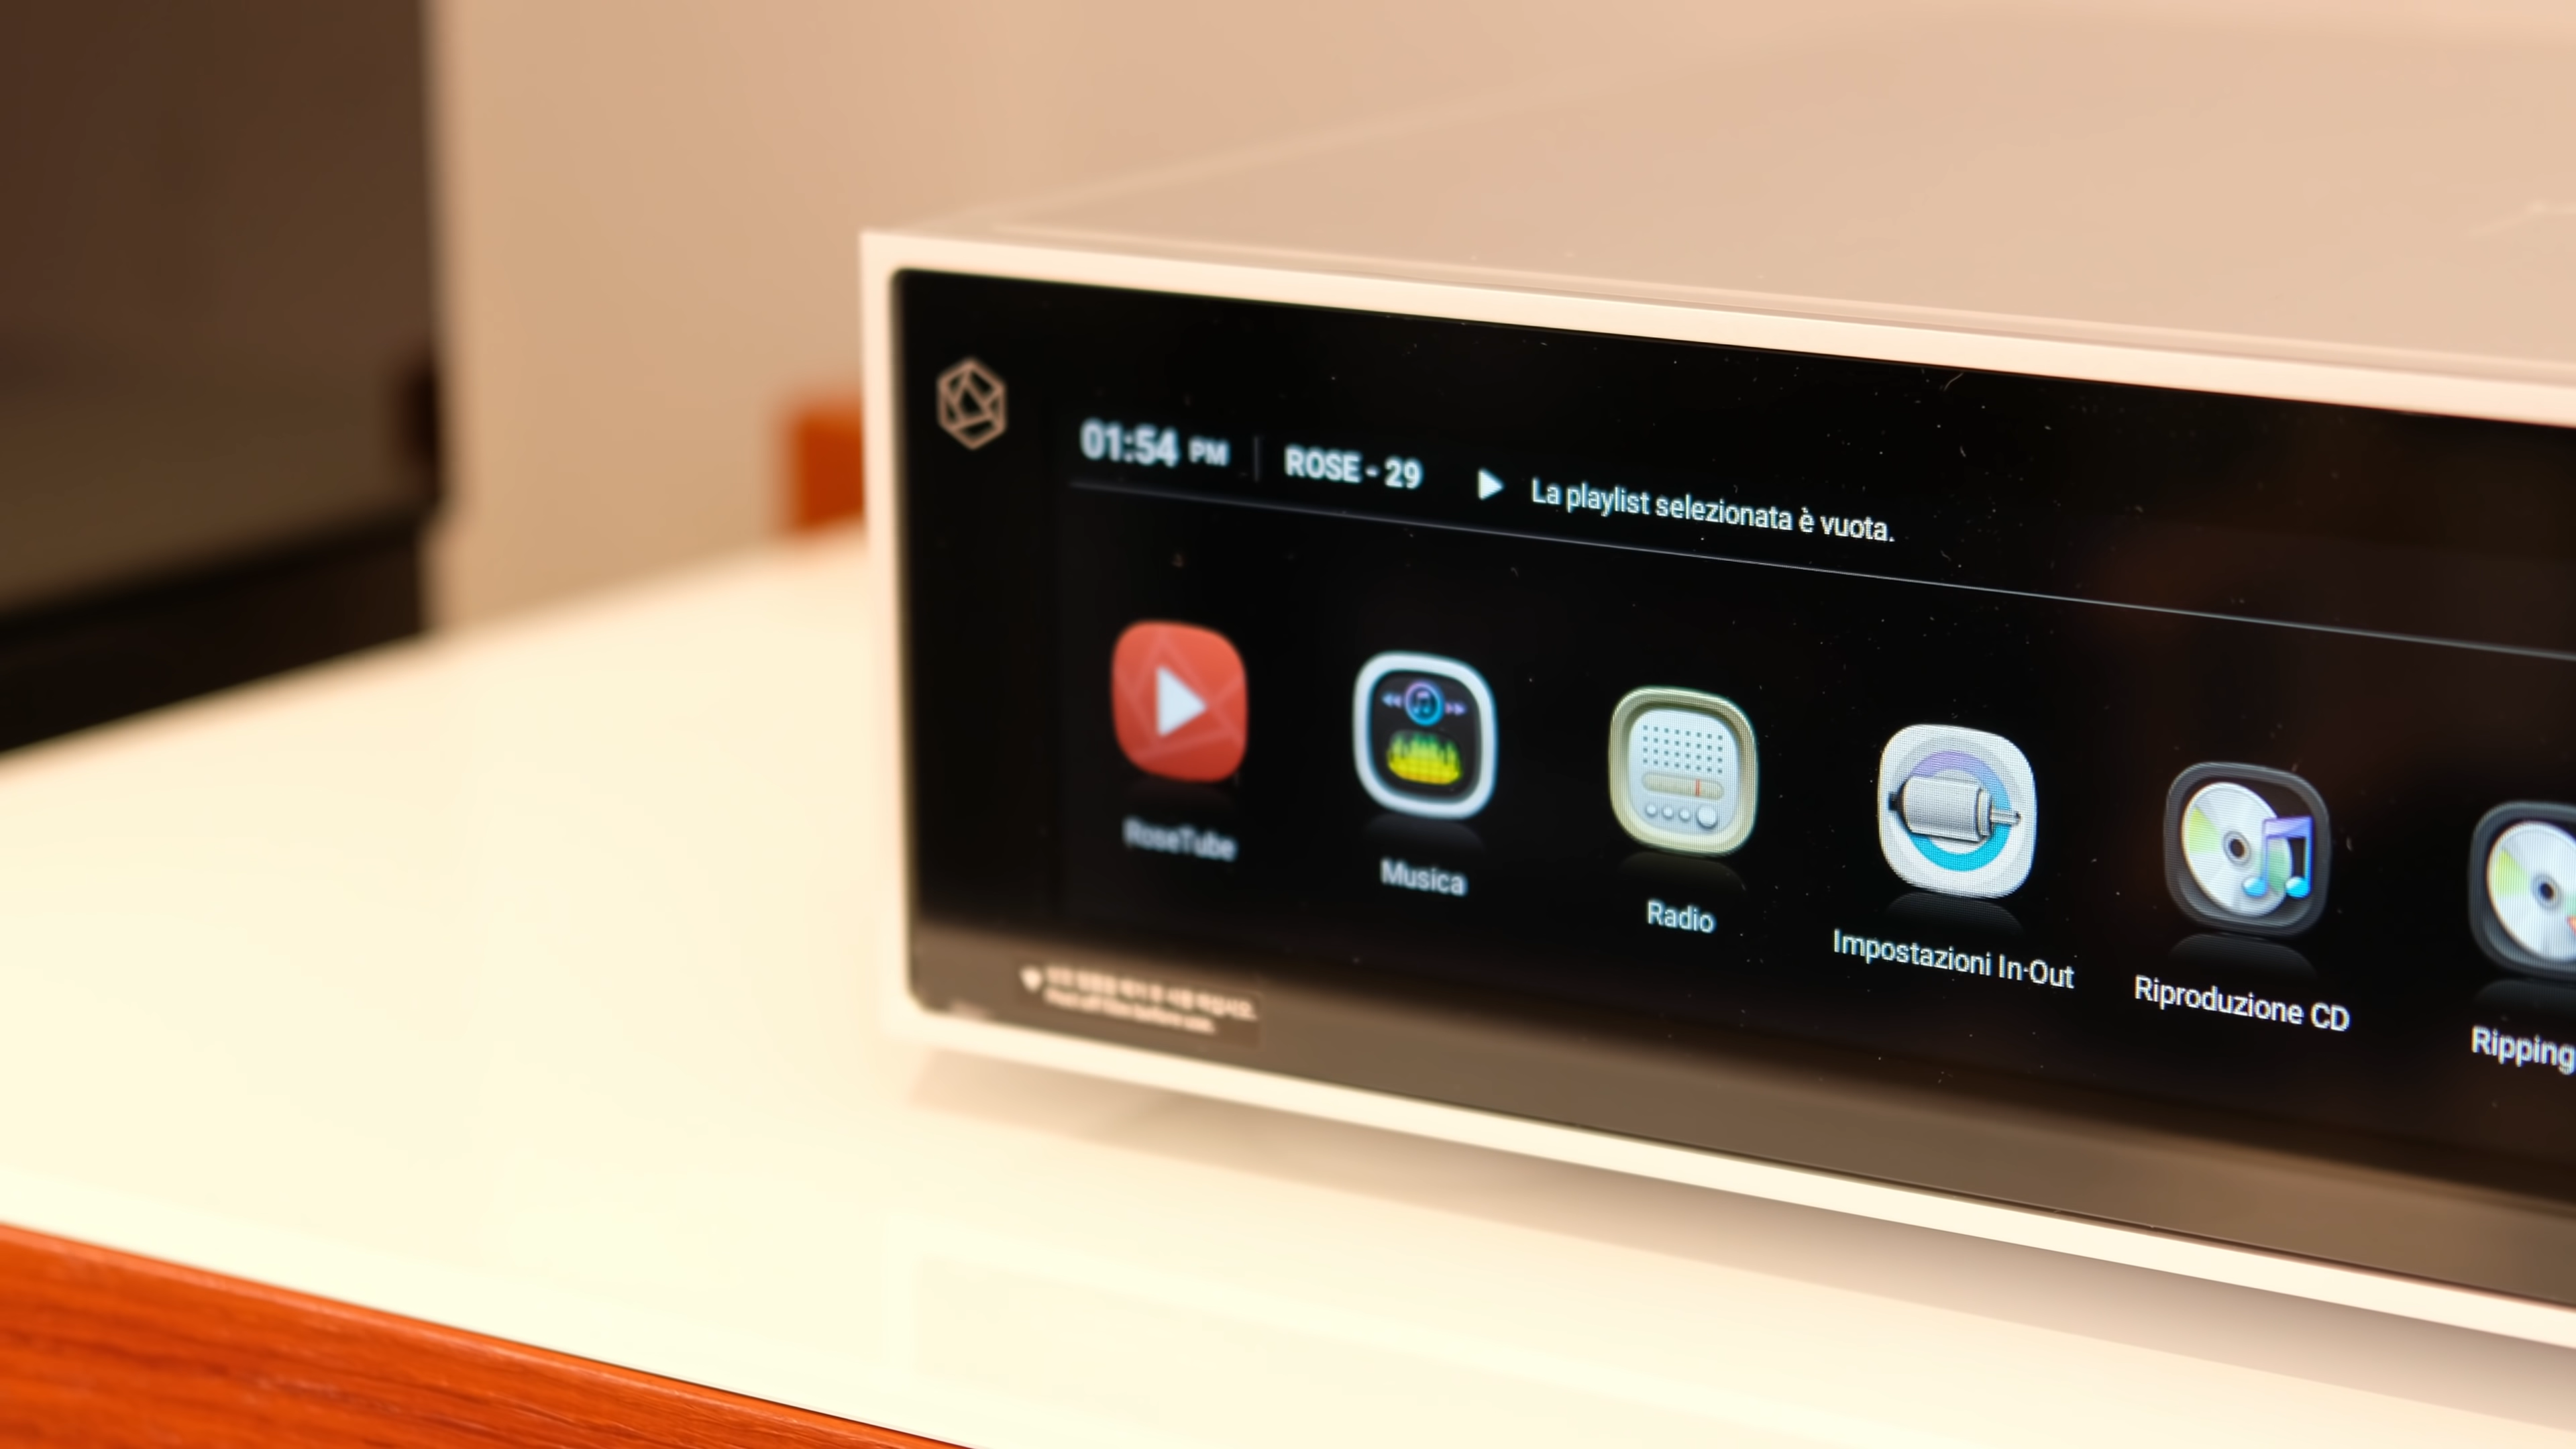 01:54 PM ROSE - 29 La playlist selezionata è vuota.
RoseTube
Musica
Radio
Impostazioni In-Out
Riproduzione CD
Ripping